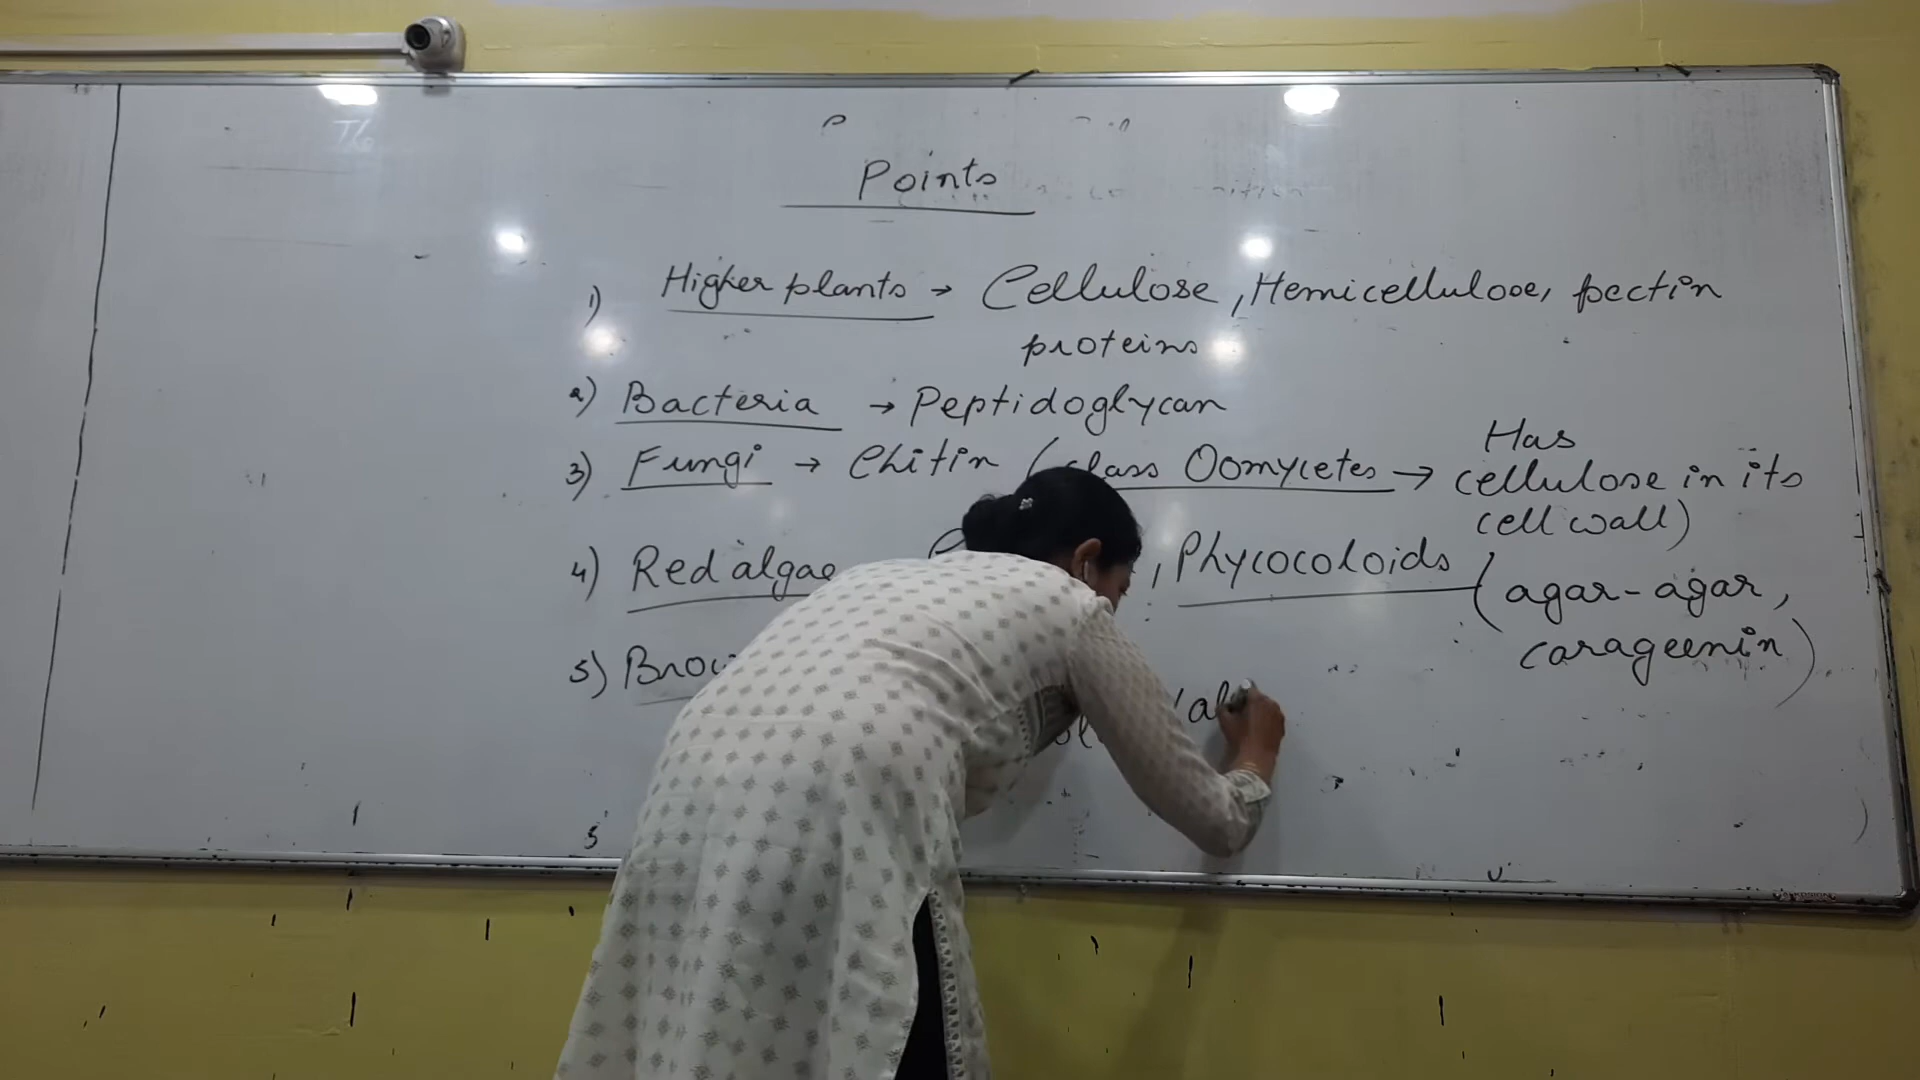 Points
1) Higher plants → Cellulose, Hemicellulose, pectin
proteins
2) Bacteria → Peptidoglycan
3) Fungi → Chitin (class Oomycetes → Has
cellulose in its
cell wall)
4) Red algae , Phycocoloids (agar-agar,
carageenin)
5)